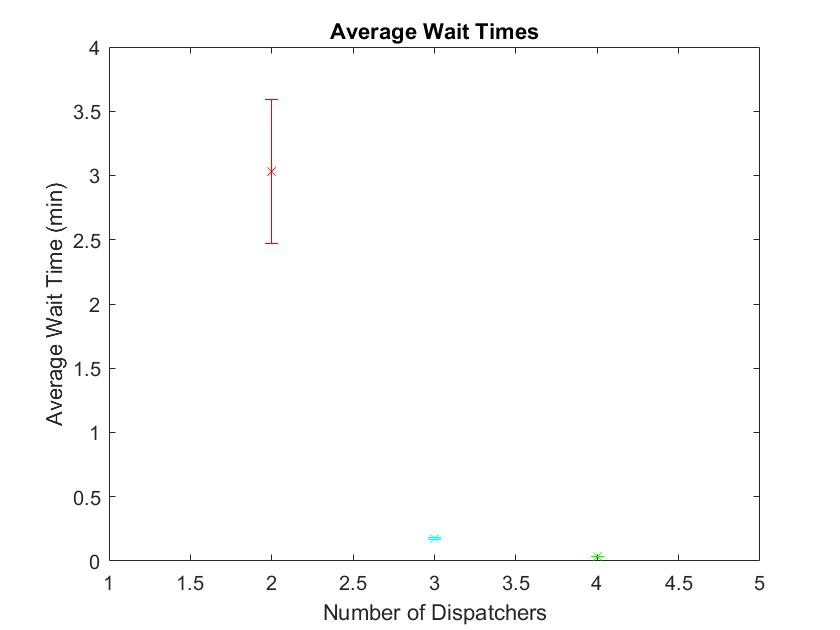 Average Wait Times
4
3.5
3
2.5
2
1.5
1
0.5
0
Average Wait Time (min)
1 1.5 2 2.5 3 3.5 4 4.5 5
Number of Dispatchers